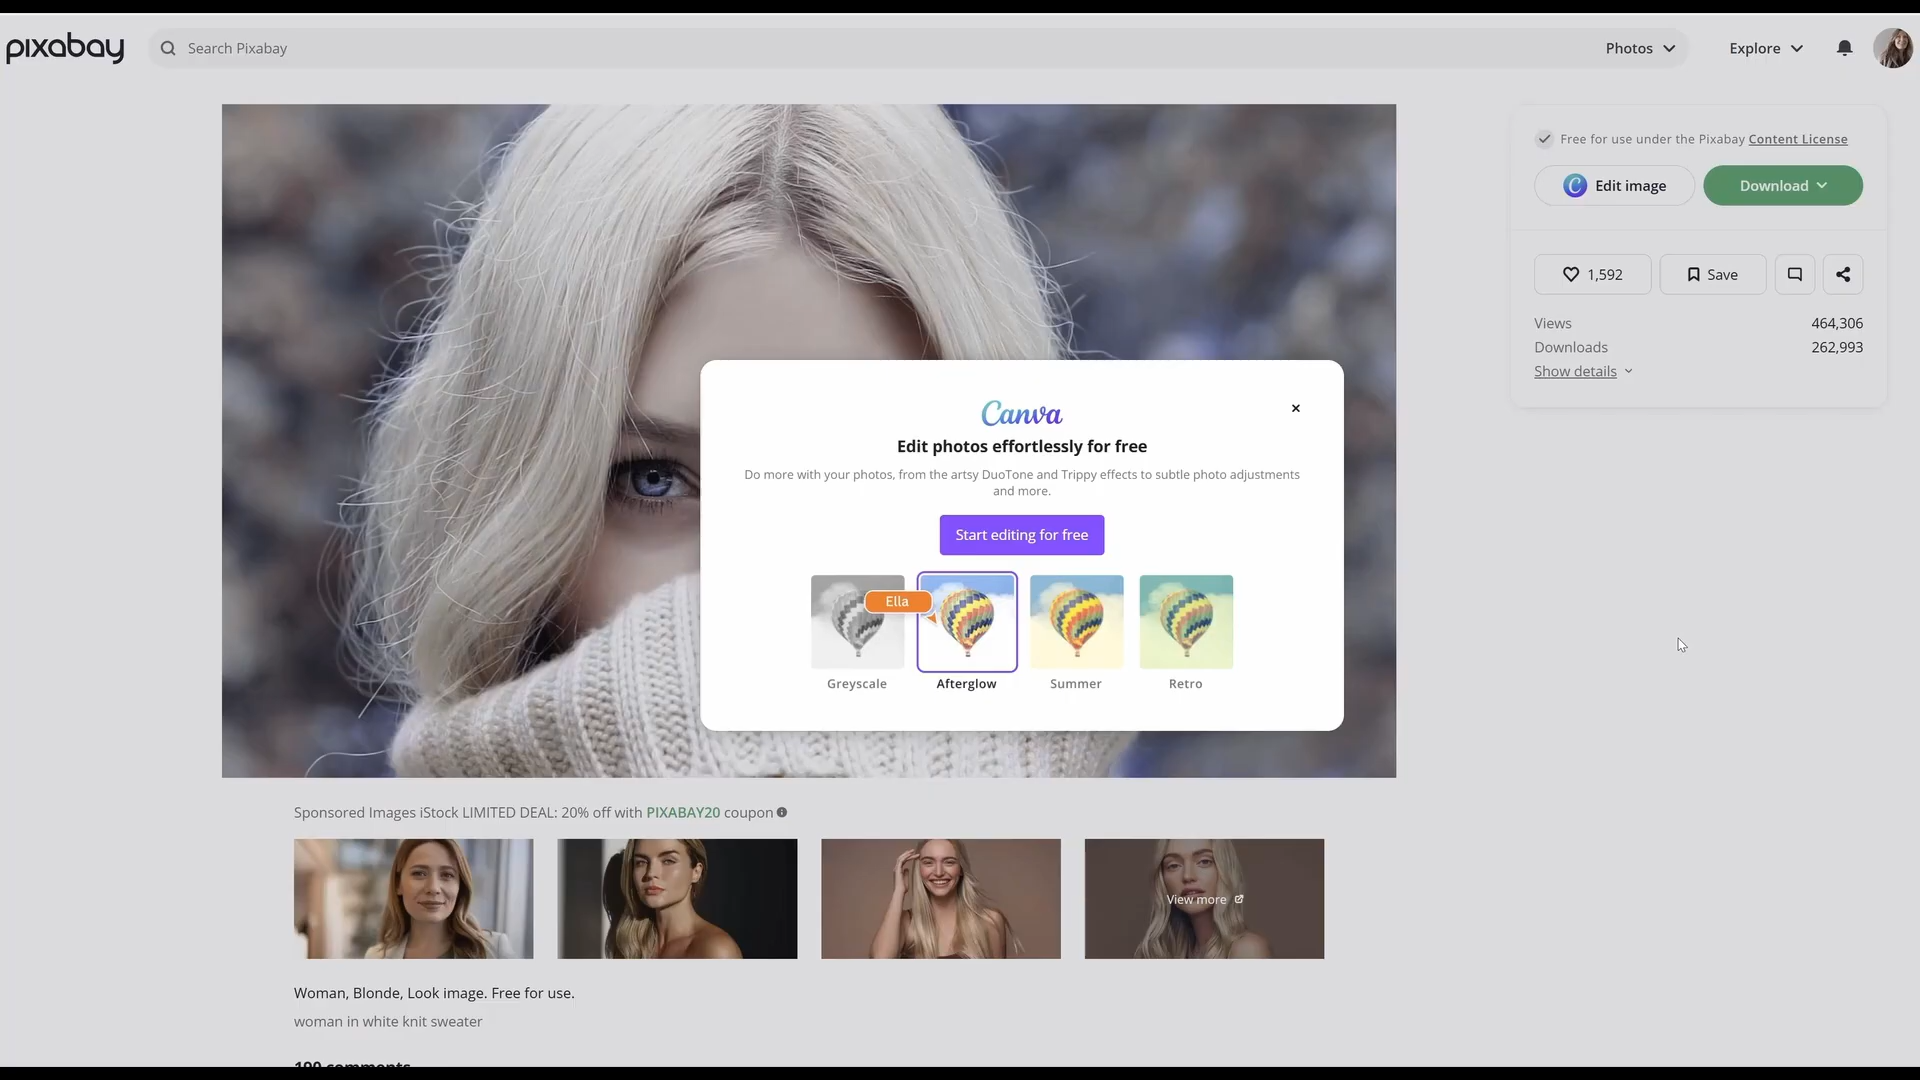 pixabay
Search Pixabay
Photos
Explore
Free for use under the Pixabay Content License
Edit image
Download
1,592
Save
Views 464,306
Downloads 262,993
Show details
Canva
Edit photos effortlessly for free
Do more with your photos, from the artsy DuoTone and Trippy effects to subtle photo adjustments
and more.
Start editing for free
Ella
Greyscale Afterglow Summer Retro
Sponsored Images iStock LIMITED DEAL: 20% off with PIXABAY20 coupon
View more
Woman, Blonde, Look image. Free for use.
woman in white knit sweater
190 comments